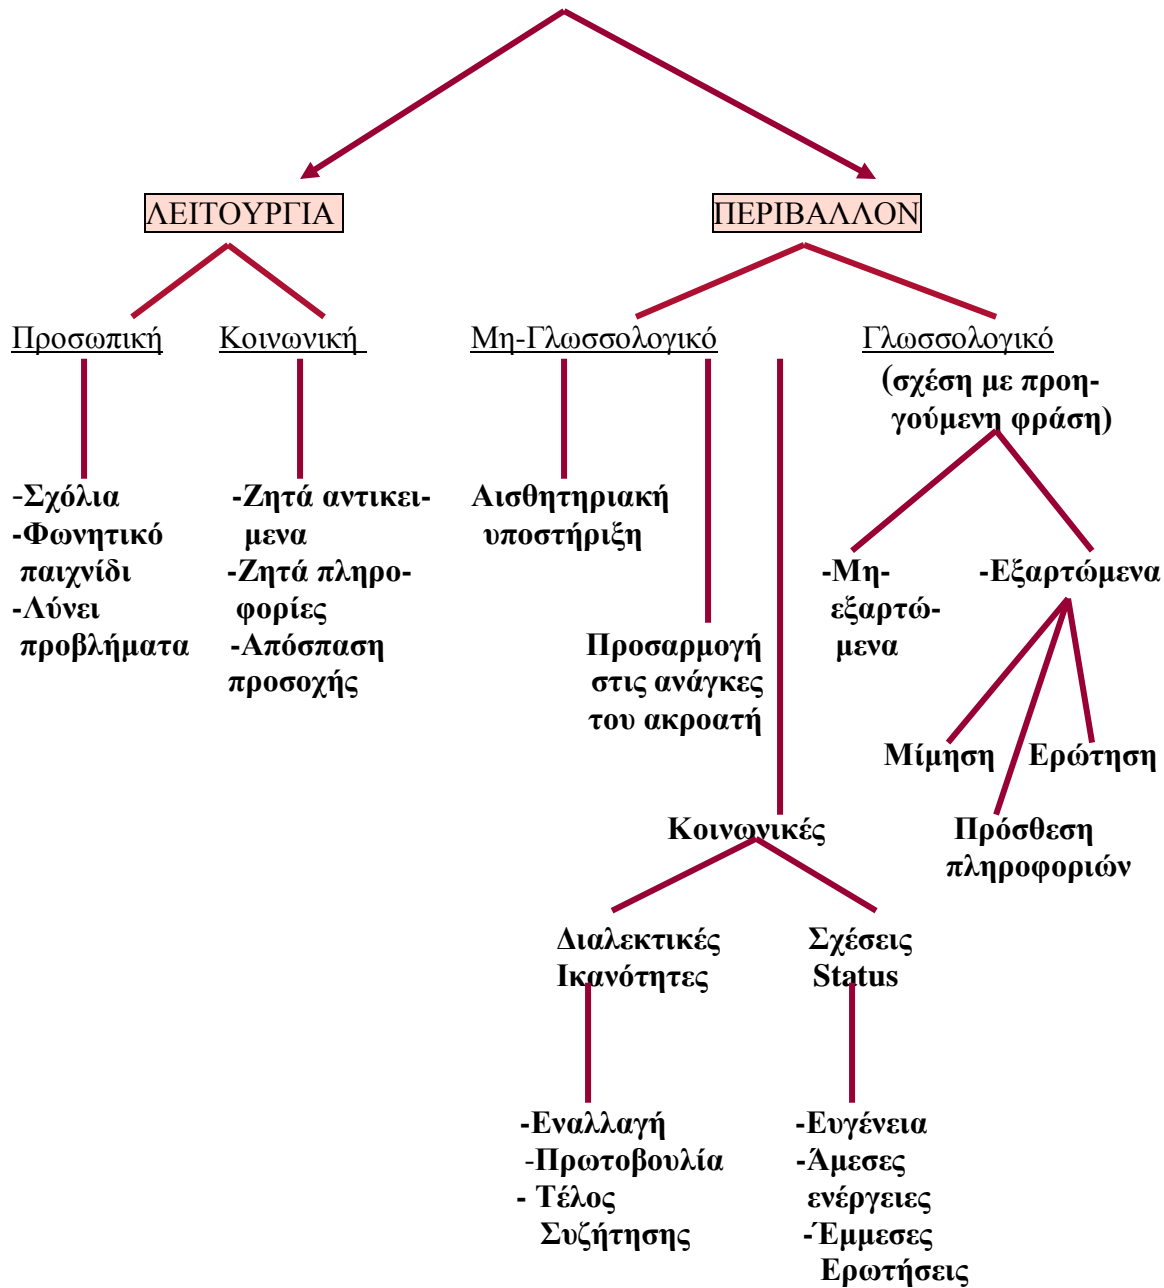 ΛΕΙΤΟΥΡΓΙΑ
ΠΕΡΙΒΑΛΛΟΝ
Προσωπική
Κοινωνική
Μη-Γλωσσολογικό
Γλωσσολογικό
(σχέση με προη-
γούμενη φράση)
-Σχόλια
-Φωνητικό
παιχνίδι
-Λύνει
προβλήματα
-Ζητά αντικει-
μενα
-Ζητά πληρο-
φορίες
-Απόσπαση
προσοχής
Αισθητηριακή
υποστήριξη
Προσαρμογή
στις ανάγκες
του ακροατή
-Μη-
εξαρτώ-
μενα
-Εξαρτώμενα
Μίμηση
Ερώτηση
Πρόσθεση
πληροφοριών
Κοινωνικές
Διαλεκτικές
Ικανότητες
Σχέσεις
Status
-Εναλλαγή
-Πρωτοβουλία
- Τέλος
Συζήτησης
-Ευγένεια
-Άμεσες
ενέργειες
-Έμμεσες
Ερωτήσεις